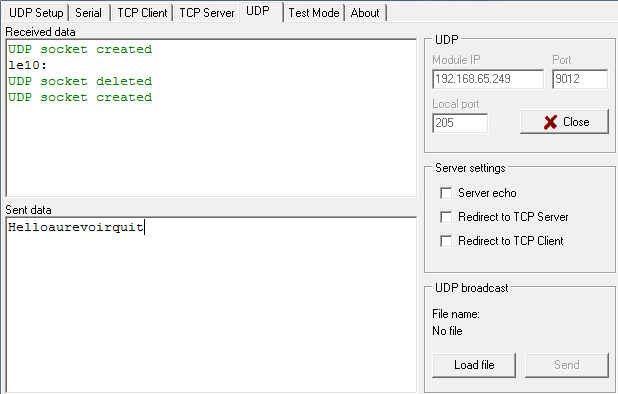 UDP Setup Serial TCP Client TCP Server UDP Test Mode About
Received data
UDP socket created
le10:
UDP socket deleted
UDP socket created
Sent data
Helloaurevoirquit
UDP
Module IP Port
192.168.65.249 9012
Local port
205 Close
Server settings
Server echo
Redirect to TCP Server
Redirect to TCP Client
UDP broadcast
File name:
No file
Load file Send